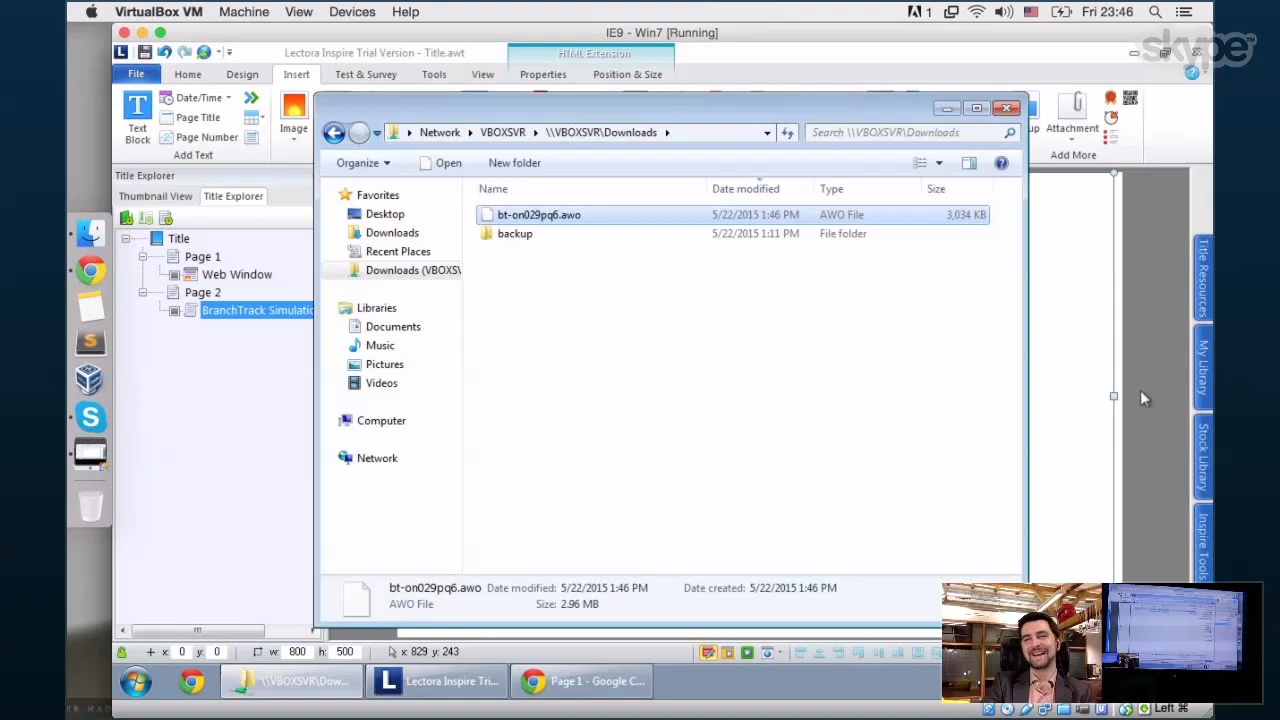 VirtualBox VM Machine View Devices Help
1 Fri 23:46
IE9 - Win7 [Running]
skype™
Lectora Inspire Trial Version - Title.awt
HTML Extension
File Home Design Insert Test & Survey Tools View Properties Position & Size
T
Text Block
Date/Time
Page Title
Page Number
Add Text
Image
Attachment
Add More
Network VBOXSVR \\VBOXSVR\Downloads
Search \\VBOXSVR\Downloads
Organize Open New folder
Title Explorer
Thumbnail View Title Explorer
Title
Page 1
Web Window
Page 2
BranchTrack Simulatio
Favorites
Desktop
Downloads
Recent Places
Downloads (VBOXSV
Libraries
Documents
Music
Pictures
Videos
Computer
Network
Name Date modified Type Size
bt-on029pq6.awo 5/22/2015 1:46 PM AWO File 3,034 KB
backup 5/22/2015 1:11 PM File folder
Title Resources
My Library
Stock Library
Inspire Tools
bt-on029pq6.awo Date modified: 5/22/2015 1:46 PM Date created: 5/22/2015 1:46 PM
AWO File Size: 2.96 MB
x: 0 y: 0 w: 800 h: 500 x: 829 y: 243
\\VBOXSVR\Dow... Lectora Inspire Tri... Page 1 - Google C...
Left ⌘